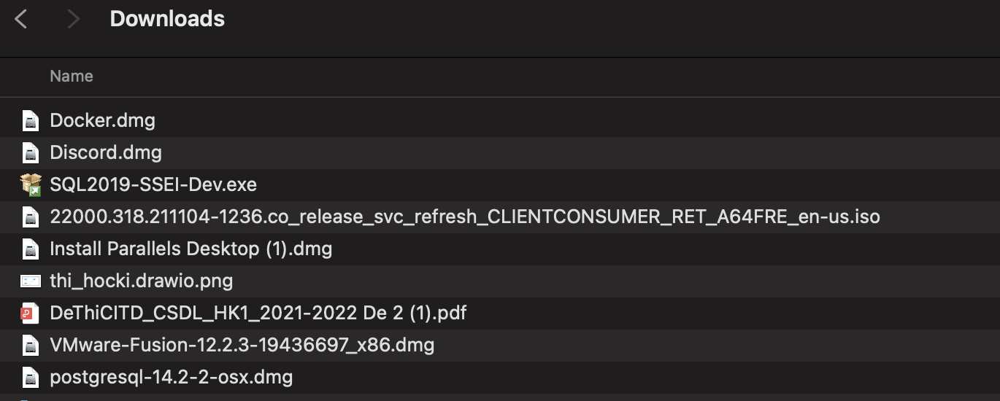 Downloads
Name
Docker.dmg
Discord.dmg
SQL2019-SSEI-Dev.exe
22000.318.211104-1236.co_release_svc_refresh_CLIENTCONSUMER_RET_A64FRE_en-us.iso
Install Parallels Desktop (1).dmg
thi_hocki.drawio.png
DeThiCITD_CSDL_HK1_2021-2022 De 2 (1).pdf
VMware-Fusion-12.2.3-19436697_x86.dmg
postgresql-14.2-2-osx.dmg